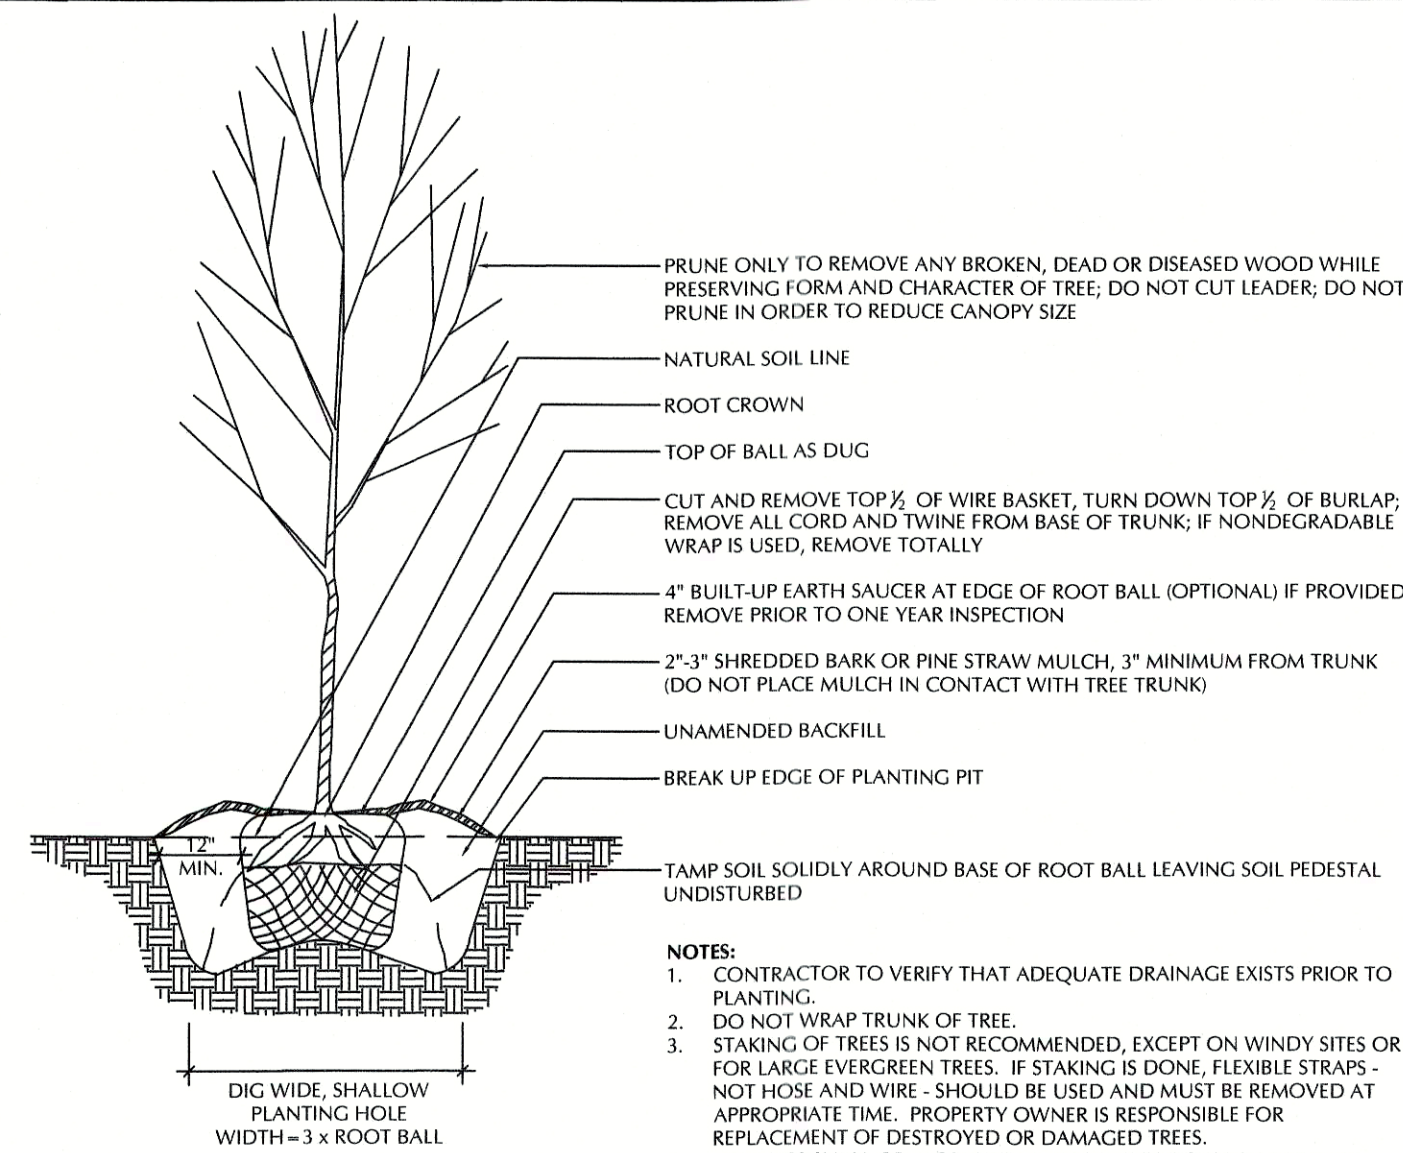 PRUNE ONLY TO REMOVE ANY BROKEN, DEAD OR DISEASED WOOD WHILE
PRESERVING FORM AND CHARACTER OF TREE; DO NOT CUT LEADER; DO NOT
PRUNE IN ORDER TO REDUCE CANOPY SIZE
NATURAL SOIL LINE
ROOT CROWN
TOP OF BALL AS DUG
CUT AND REMOVE TOP ½ OF WIRE BASKET, TURN DOWN TOP ½ OF BURLAP;
REMOVE ALL CORD AND TWINE FROM BASE OF TRUNK; IF NONDEGRADABLE
WRAP IS USED, REMOVE TOTALLY
4" BUILT-UP EARTH SAUCER AT EDGE OF ROOT BALL (OPTIONAL) IF PROVIDED
REMOVE PRIOR TO ONE YEAR INSPECTION
2"-3" SHREDDED BARK OR PINE STRAW MULCH, 3" MINIMUM FROM TRUNK
(DO NOT PLACE MULCH IN CONTACT WITH TREE TRUNK)
UNAMENDED BACKFILL
BREAK UP EDGE OF PLANTING PIT
12"
MIN.
TAMP SOIL SOLIDLY AROUND BASE OF ROOT BALL LEAVING SOIL PEDESTAL
UNDISTURBED
NOTES:
1. CONTRACTOR TO VERIFY THAT ADEQUATE DRAINAGE EXISTS PRIOR TO
PLANTING.
2. DO NOT WRAP TRUNK OF TREE.
3. STAKING OF TREES IS NOT RECOMMENDED, EXCEPT ON WINDY SITES OR
FOR LARGE EVERGREEN TREES. IF STAKING IS DONE, FLEXIBLE STRAPS -
NOT HOSE AND WIRE - SHOULD BE USED AND MUST BE REMOVED AT
APPROPRIATE TIME. PROPERTY OWNER IS RESPONSIBLE FOR
REPLACEMENT OF DESTROYED OR DAMAGED TREES.
DIG WIDE, SHALLOW
PLANTING HOLE
WIDTH = 3 x ROOT BALL